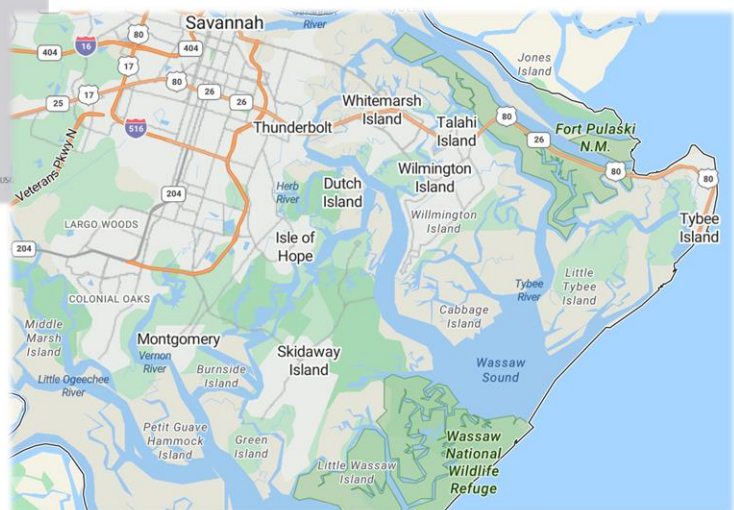 Savannah
River
16
80
404
404
17
80
17
25
26
26
516
Veterans Pkwy N
Thunderbolt
Whitemarsh
Island
Talahi
Island
80
26
Jones
Island
Fort Pulaski
N.M.
80
80
Tybee
Island
Herb
River
Dutch
Island
Wilmington
Island
Willmington
Island
204
LARGO WOODS
204
Isle of
Hope
COLONIAL OAKS
Tybee
River
Little
Tybee
Island
Cabbage
Island
Middle
Marsh
Island
Montgomery
Vernon
River
Skidaway
Island
Wassaw
Sound
Burnside
Island
Little Ogeechee
River
Petit Guave
Hammock
Island
Green
Island
Little Wassaw
Island
Wassaw
National
Wildlife
Refuge